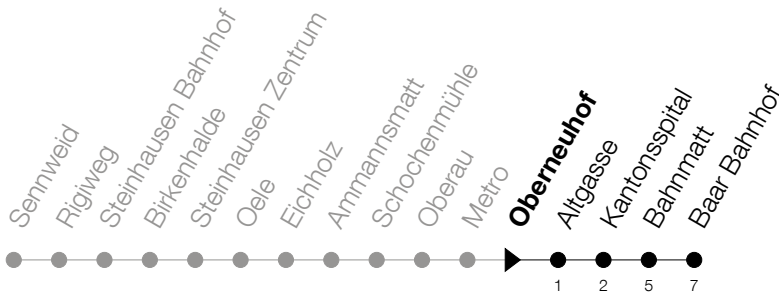 Sennweid
Rigiweg
Steinhausen Bahnhof
Birkenhalde
Steinhausen Zentrum
Oele
Eichholz
Ammannsmatt
Schochenmühle
Oberau
Metro
Oberneuhof
Altgasse
Kantonsspital
Bahnmatt
Baar Bahnhof
1 2 5 7